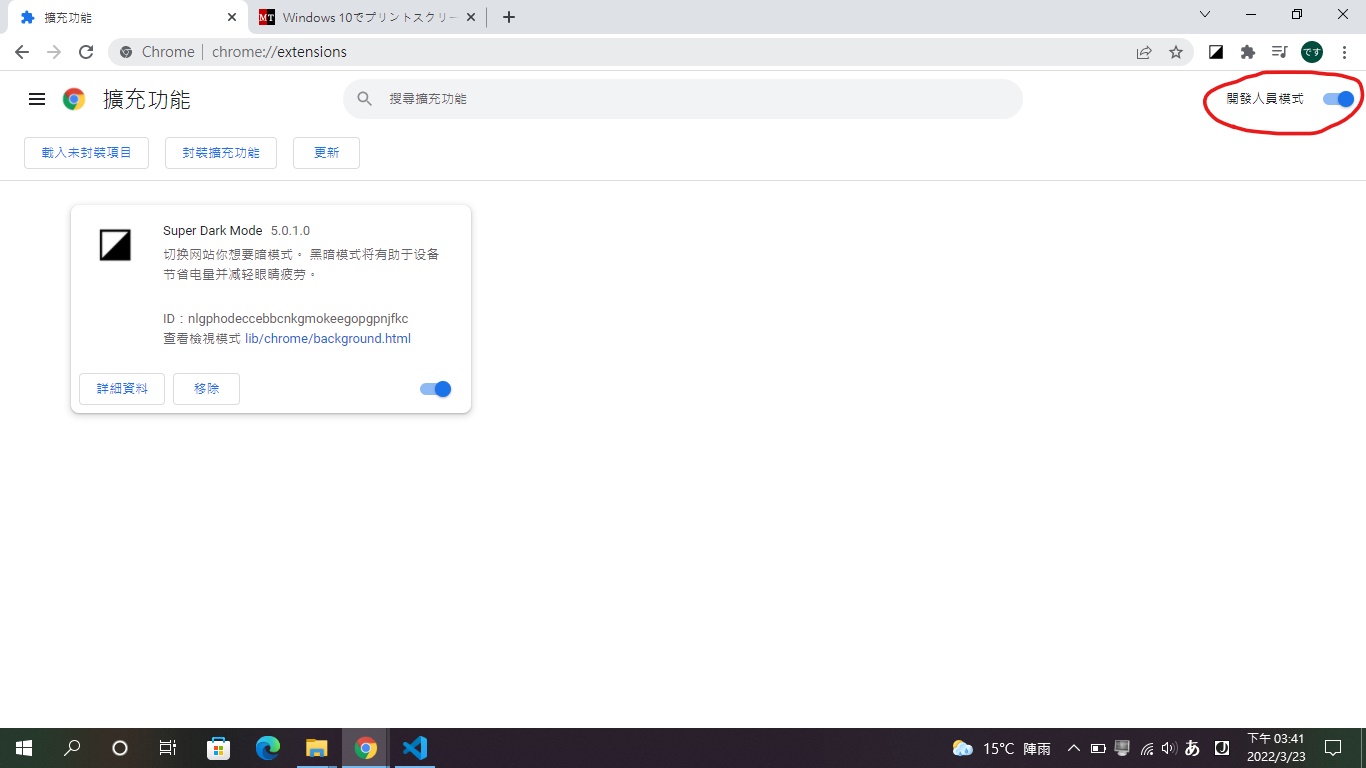 擴充功能
MT Windows 10でプリントスクリー
Chrome chrome://extensions
です
擴充功能
搜尋擴充功能
開發人員模式
載入未封裝項目
封裝擴充功能
更新
Super Dark Mode 5.0.1.0
切换网站你想要暗模式。 黑暗模式将有助于设备
节省电量并减轻眼睛疲劳。
ID：nlgphodeccebbcnkgmokeegopgpnjfkc
查看檢視模式 lib/chrome/background.html
詳細資料
移除
15°C 陣雨
あ
J
下午 03:41
2022/3/23